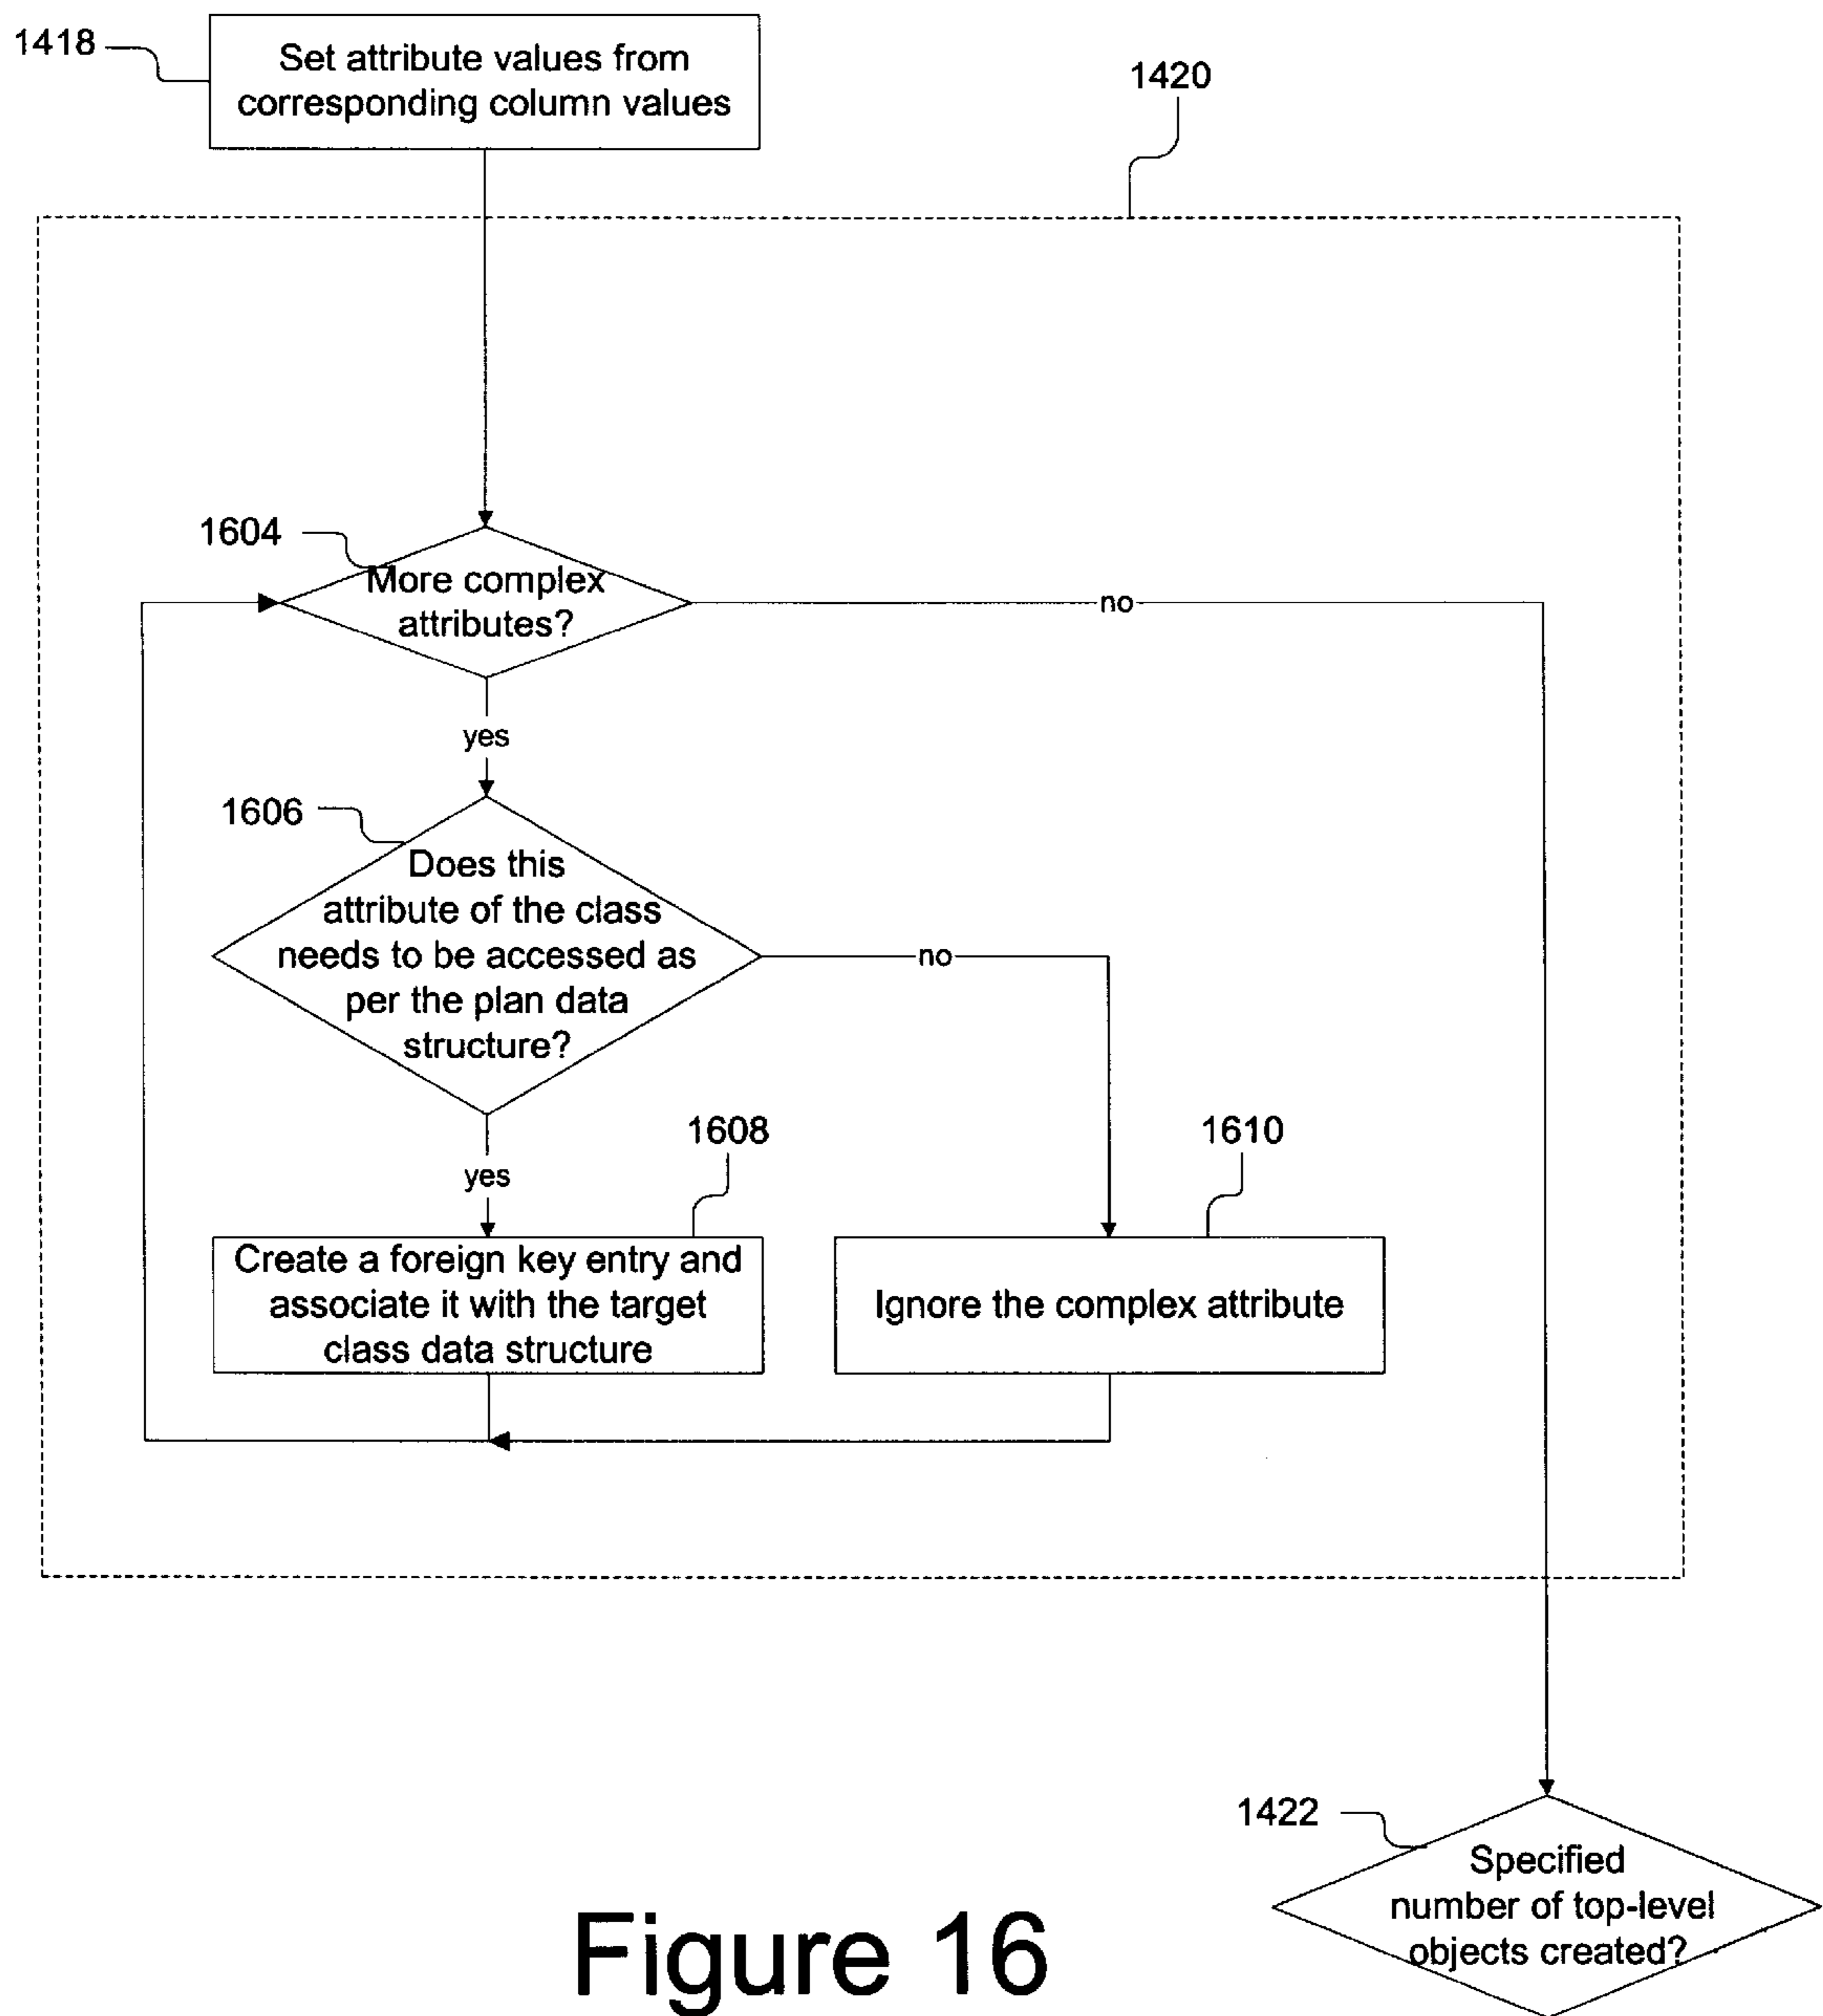 1418
Set attribute values from
corresponding column values
1420
1604
More complex
attributes?
no
yes
1606
Does this
attribute of the class
needs to be accessed as
per the plan data
structure?
no
yes
1608
1610
Create a foreign key entry and
associate it with the target
class data structure
Ignore the complex attribute
1422
Specified
number of top-level
objects created?
Figure 16